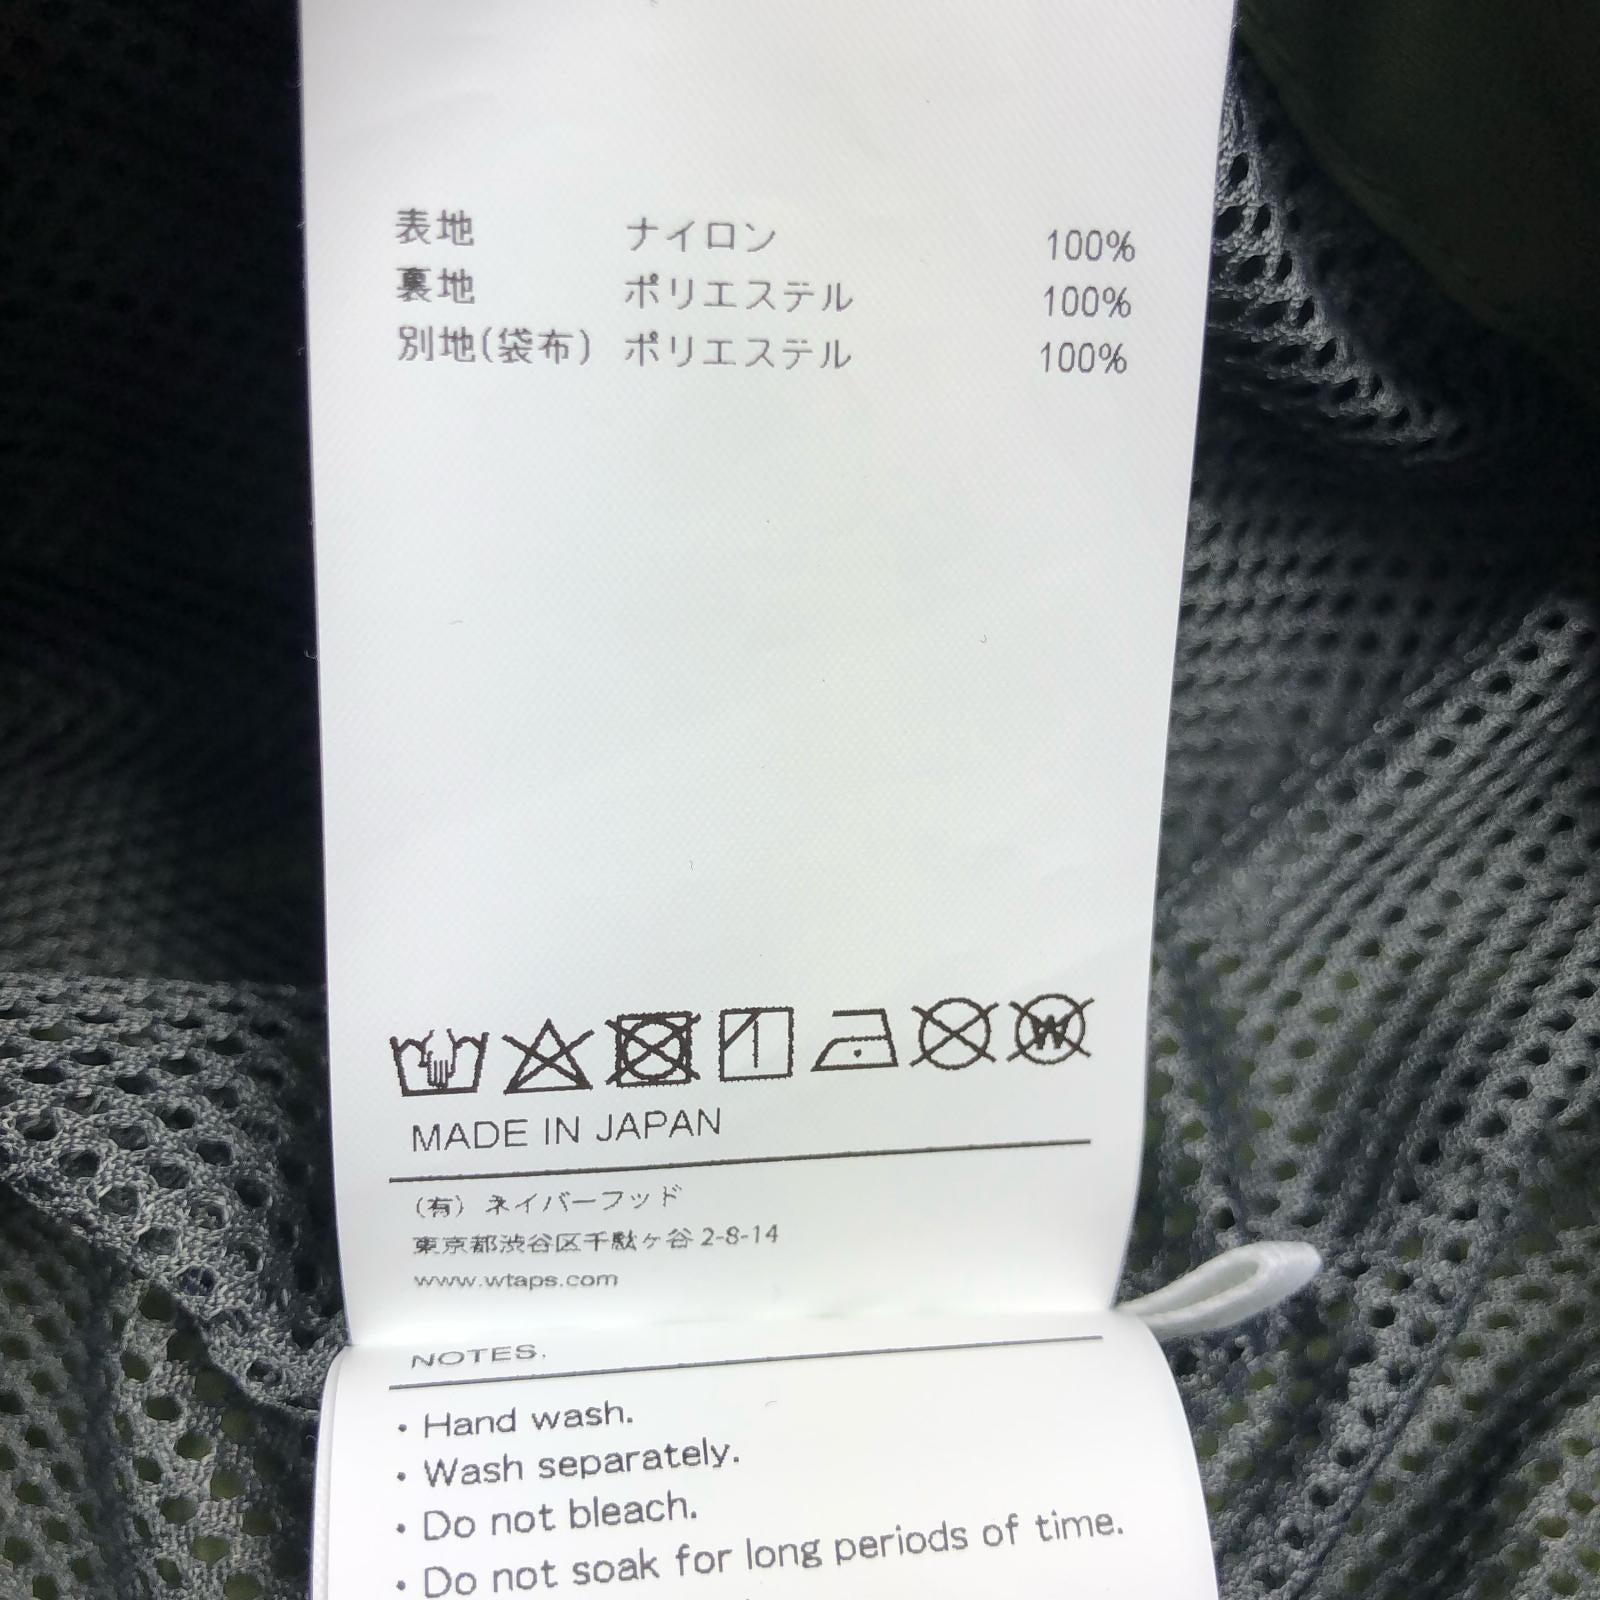 表地 ナイロン 100%
裏地 ポリエステル 100%
別地(袋布) ポリエステル 100%
W
MADE IN JAPAN
(有) ネイバーフッド
東京都渋谷区千駄ヶ谷 2-8-14
www.wtaps.com
NOTES.
・Hand wash.
・Wash separately.
・Do not bleach.
・Do not soak for long periods of time.